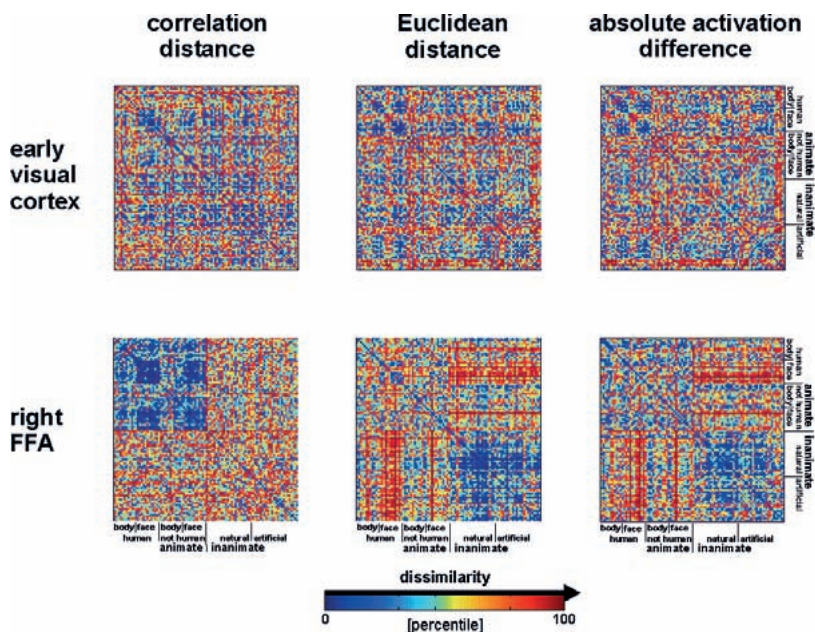 correlation distance
Euclidean distance
absolute activation difference
early visual cortex
human
body|face
animate
not human
body|face
inanimate
natural|artificial
right FFA
human
body|face
animate
not human
body|face
inanimate
natural|artificial
body|face body|face
human not human natural artificial
animate inanimate
body|face body|face
human not human natural artificial
animate inanimate
body|face body|face
human not human natural artificial
animate inanimate
dissimilarity
0 [percentile] 100